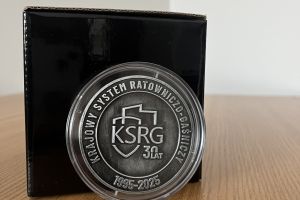 KRAJOWY SYSTEM RATOWNICZO-GAŚNICZY
KSRG
30 LAT
1995-2025